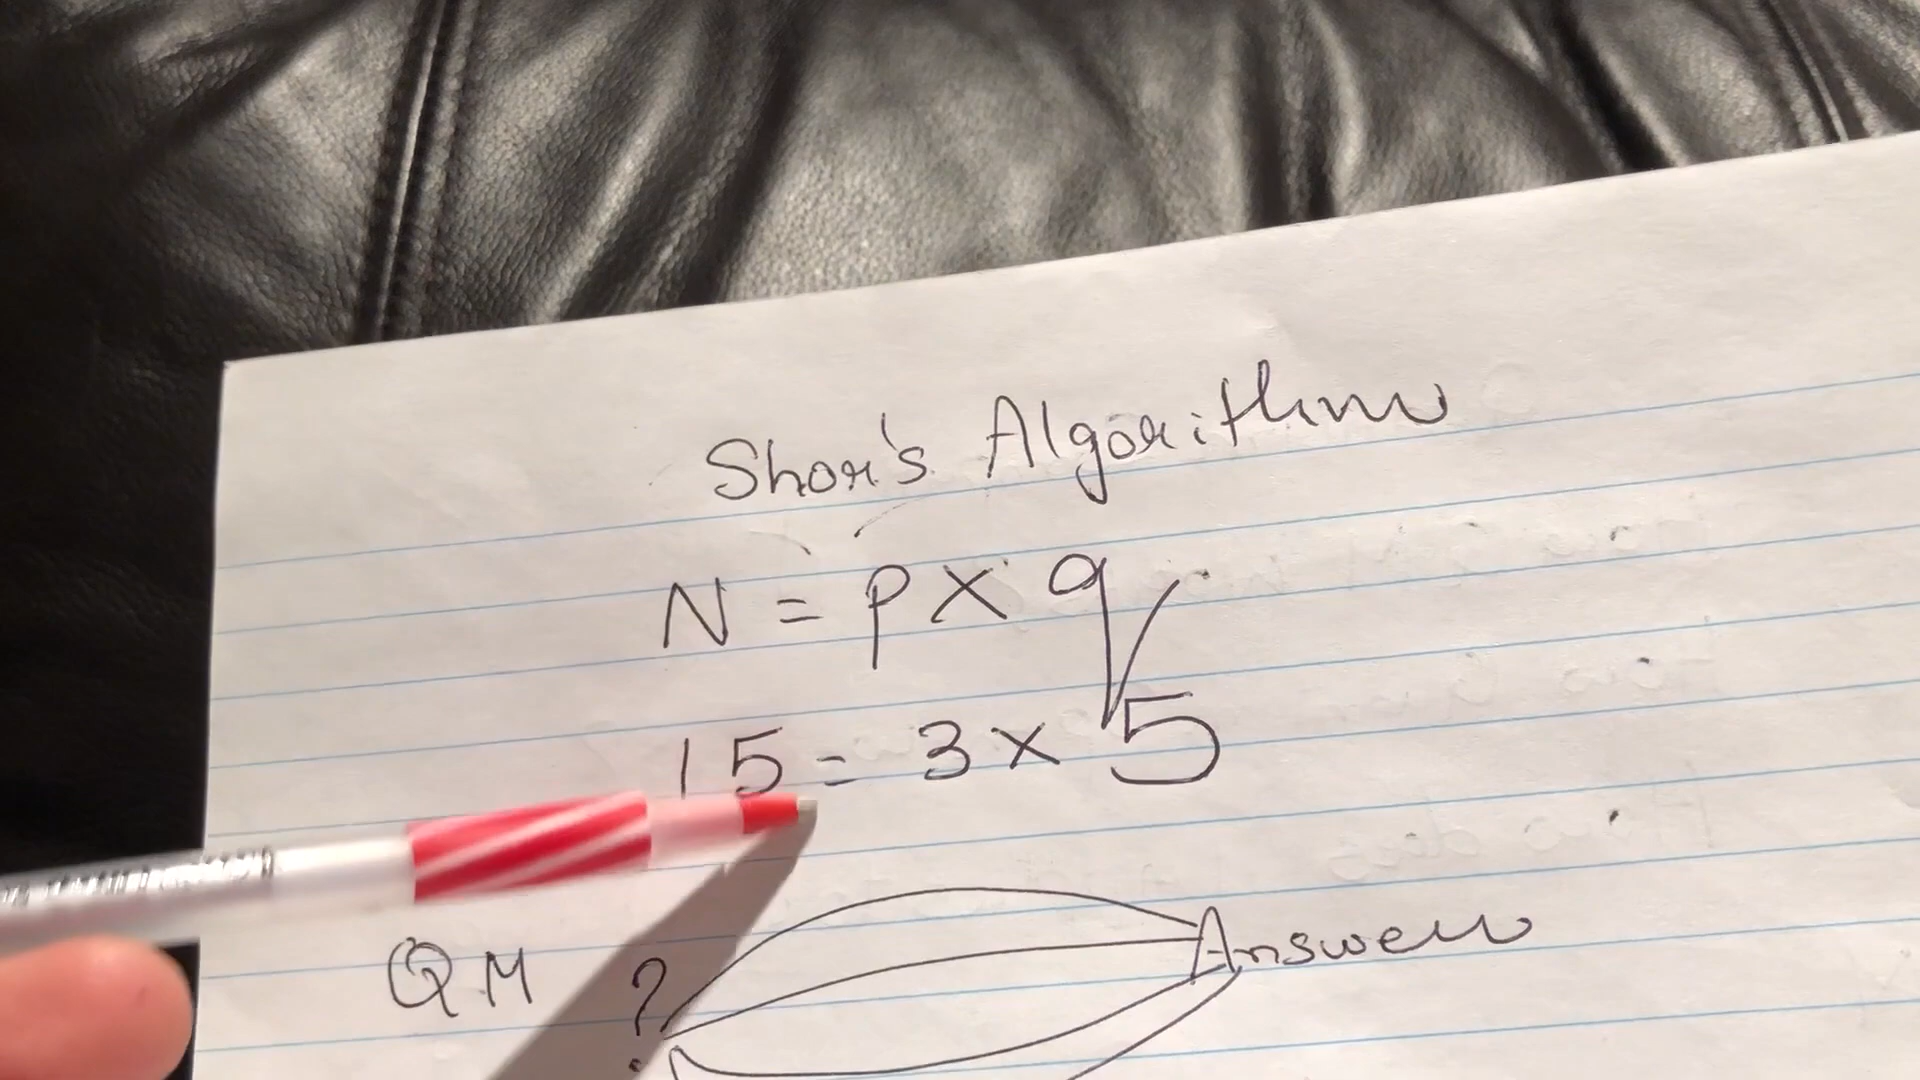 Shor's Algorithm
N = p X q
15 = 3 x 5
QM ? Answer